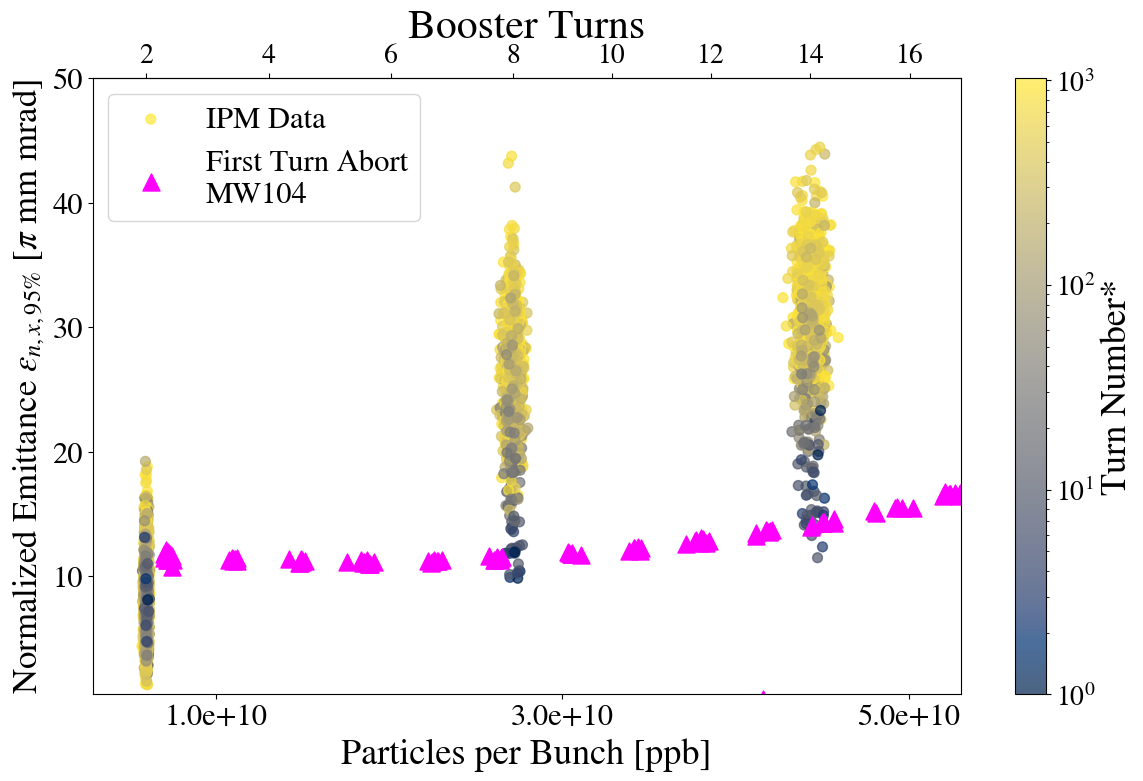 Booster Turns
2 4 6 8 10 12 14 16
50
40
30
20
10
Normalized Emittance εn,x,95% [π mm mrad]
IPM Data
First Turn Abort
MW104
1.0e+10 3.0e+10 5.0e+10
Particles per Bunch [ppb]
10³
10²
10¹
10⁰
Turn Number*